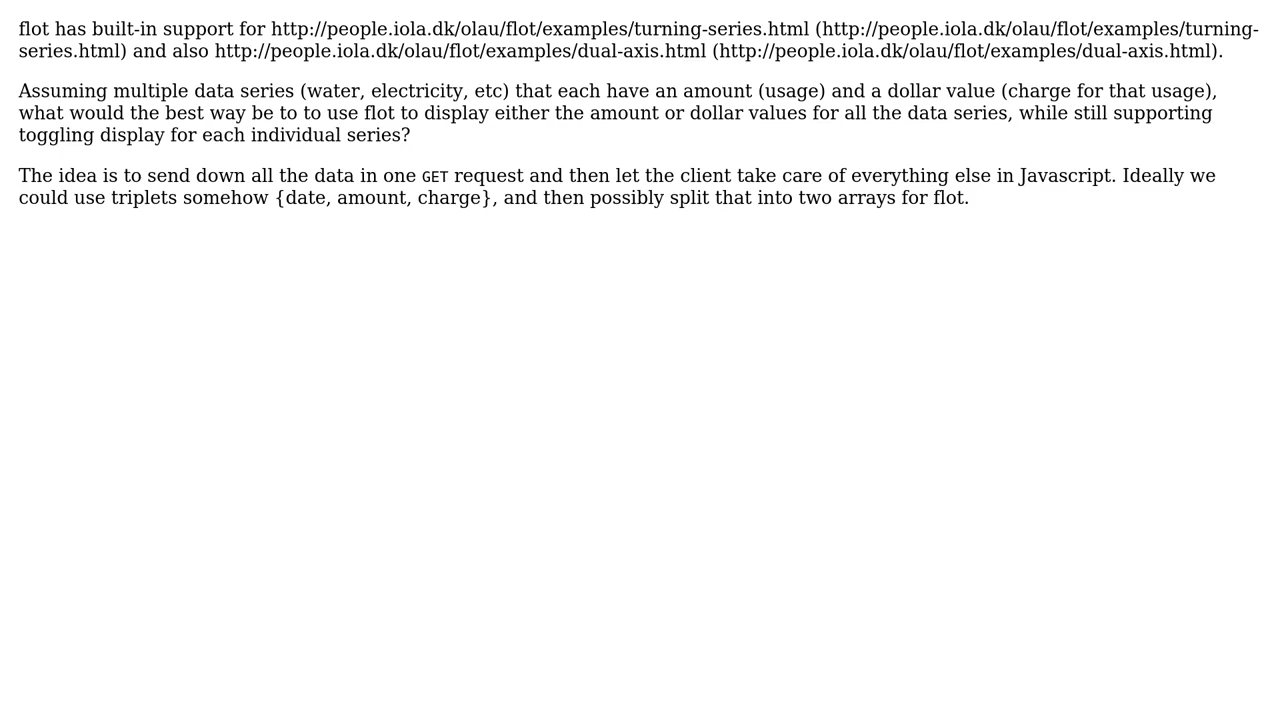 flot has built-in support for http://people.iola.dk/olau/flot/examples/turning-series.html (http://people.iola.dk/olau/flot/examples/turning-
series.html) and also http://people.iola.dk/olau/flot/examples/dual-axis.html (http://people.iola.dk/olau/flot/examples/dual-axis.html).
Assuming multiple data series (water, electricity, etc) that each have an amount (usage) and a dollar value (charge for that usage),
what would the best way be to to use flot to display either the amount or dollar values for all the data series, while still supporting
toggling display for each individual series?
The idea is to send down all the data in one GET request and then let the client take care of everything else in Javascript. Ideally we
could use triplets somehow {date, amount, charge}, and then possibly split that into two arrays for flot.